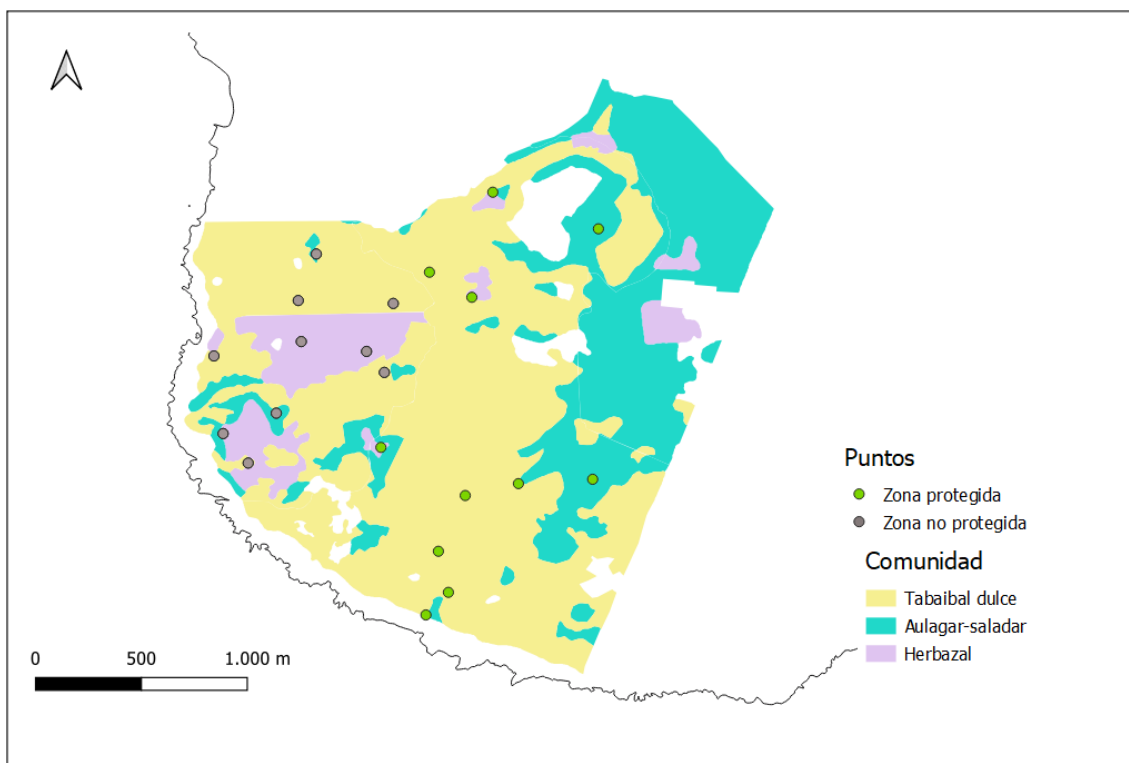 Puntos
Zona protegida
Zona no protegida
Comunidad
Tabaibal dulce
Aulagar-saladar
Herbazal
0 500 1.000 m